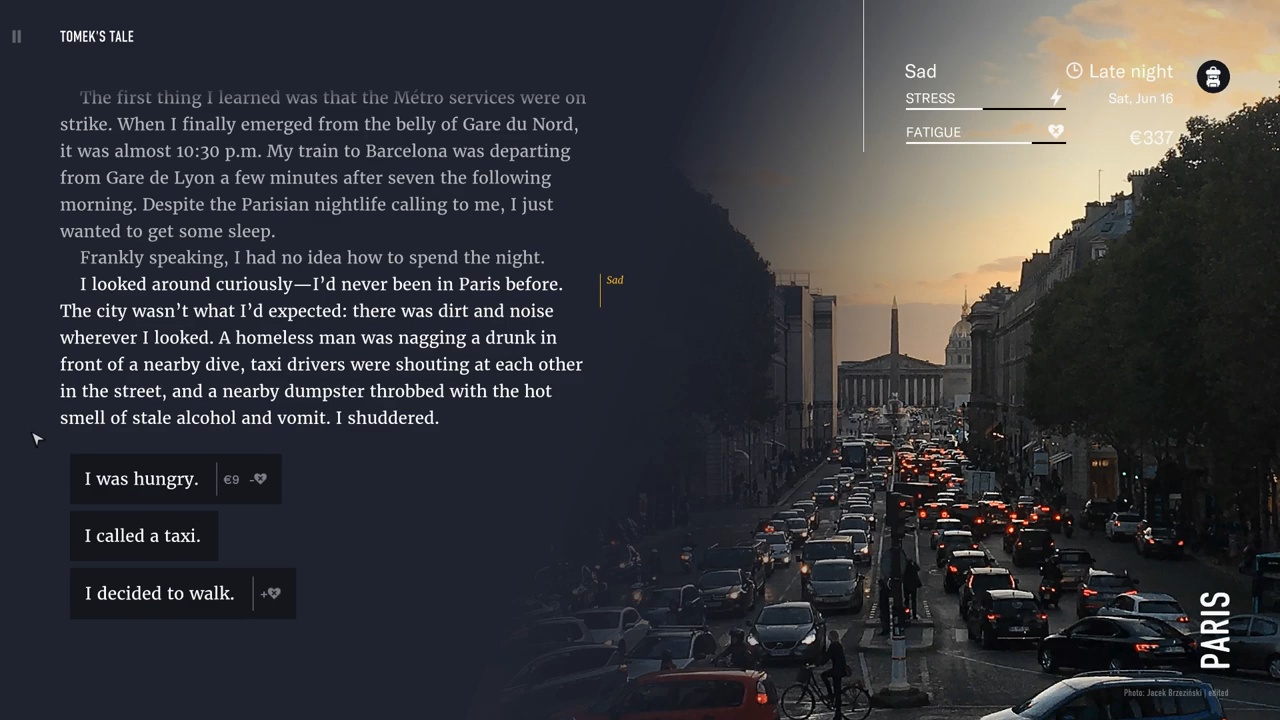 TOMEK'S TALE
The first thing I learned was that the Métro services were on
strike. When I finally emerged from the belly of Gare du Nord,
it was almost 10:30 p.m. My train to Barcelona was departing
from Gare de Lyon a few minutes after seven the following
morning. Despite the Parisian nightlife calling to me, I just
wanted to get some sleep.
Frankly speaking, I had no idea how to spend the night.
I looked around curiously—I’d never been in Paris before.
The city wasn’t what I’d expected: there was dirt and noise
wherever I looked. A homeless man was nagging a drunk in
front of a nearby dive, taxi drivers were shouting at each other
in the street, and a nearby dumpster throbbed with the hot
smell of stale alcohol and vomit. I shuddered.
Sad
I was hungry. €9 -
I called a taxi.
I decided to walk. +
Sad
Late night
STRESS
Sat, Jun 16
FATIGUE
€337
PARIS
Photo: Jacek Brzeziński | edited